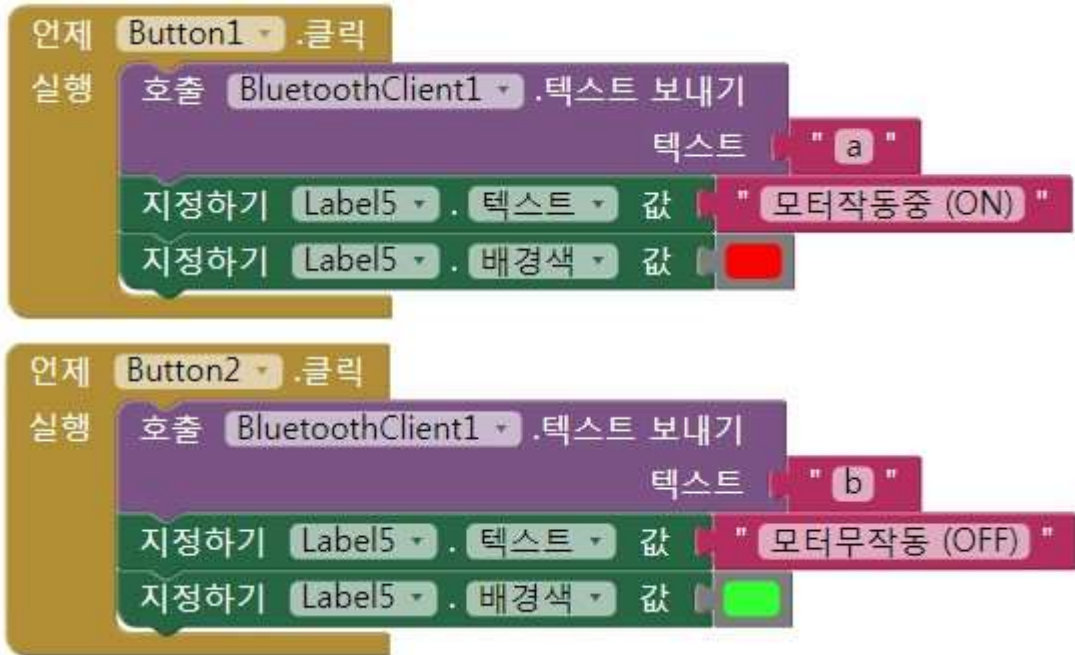 언제 Button1 .클릭
실행 호출 BluetoothClient1 .텍스트 보내기
텍스트 " a "
지정하기 Label5 . 텍스트 값 " 모터작동중 (ON) "
지정하기 Label5 . 배경색 값
언제 Button2 .클릭
실행 호출 BluetoothClient1 .텍스트 보내기
텍스트 " b "
지정하기 Label5 . 텍스트 값 " 모터무작동 (OFF) "
지정하기 Label5 . 배경색 값